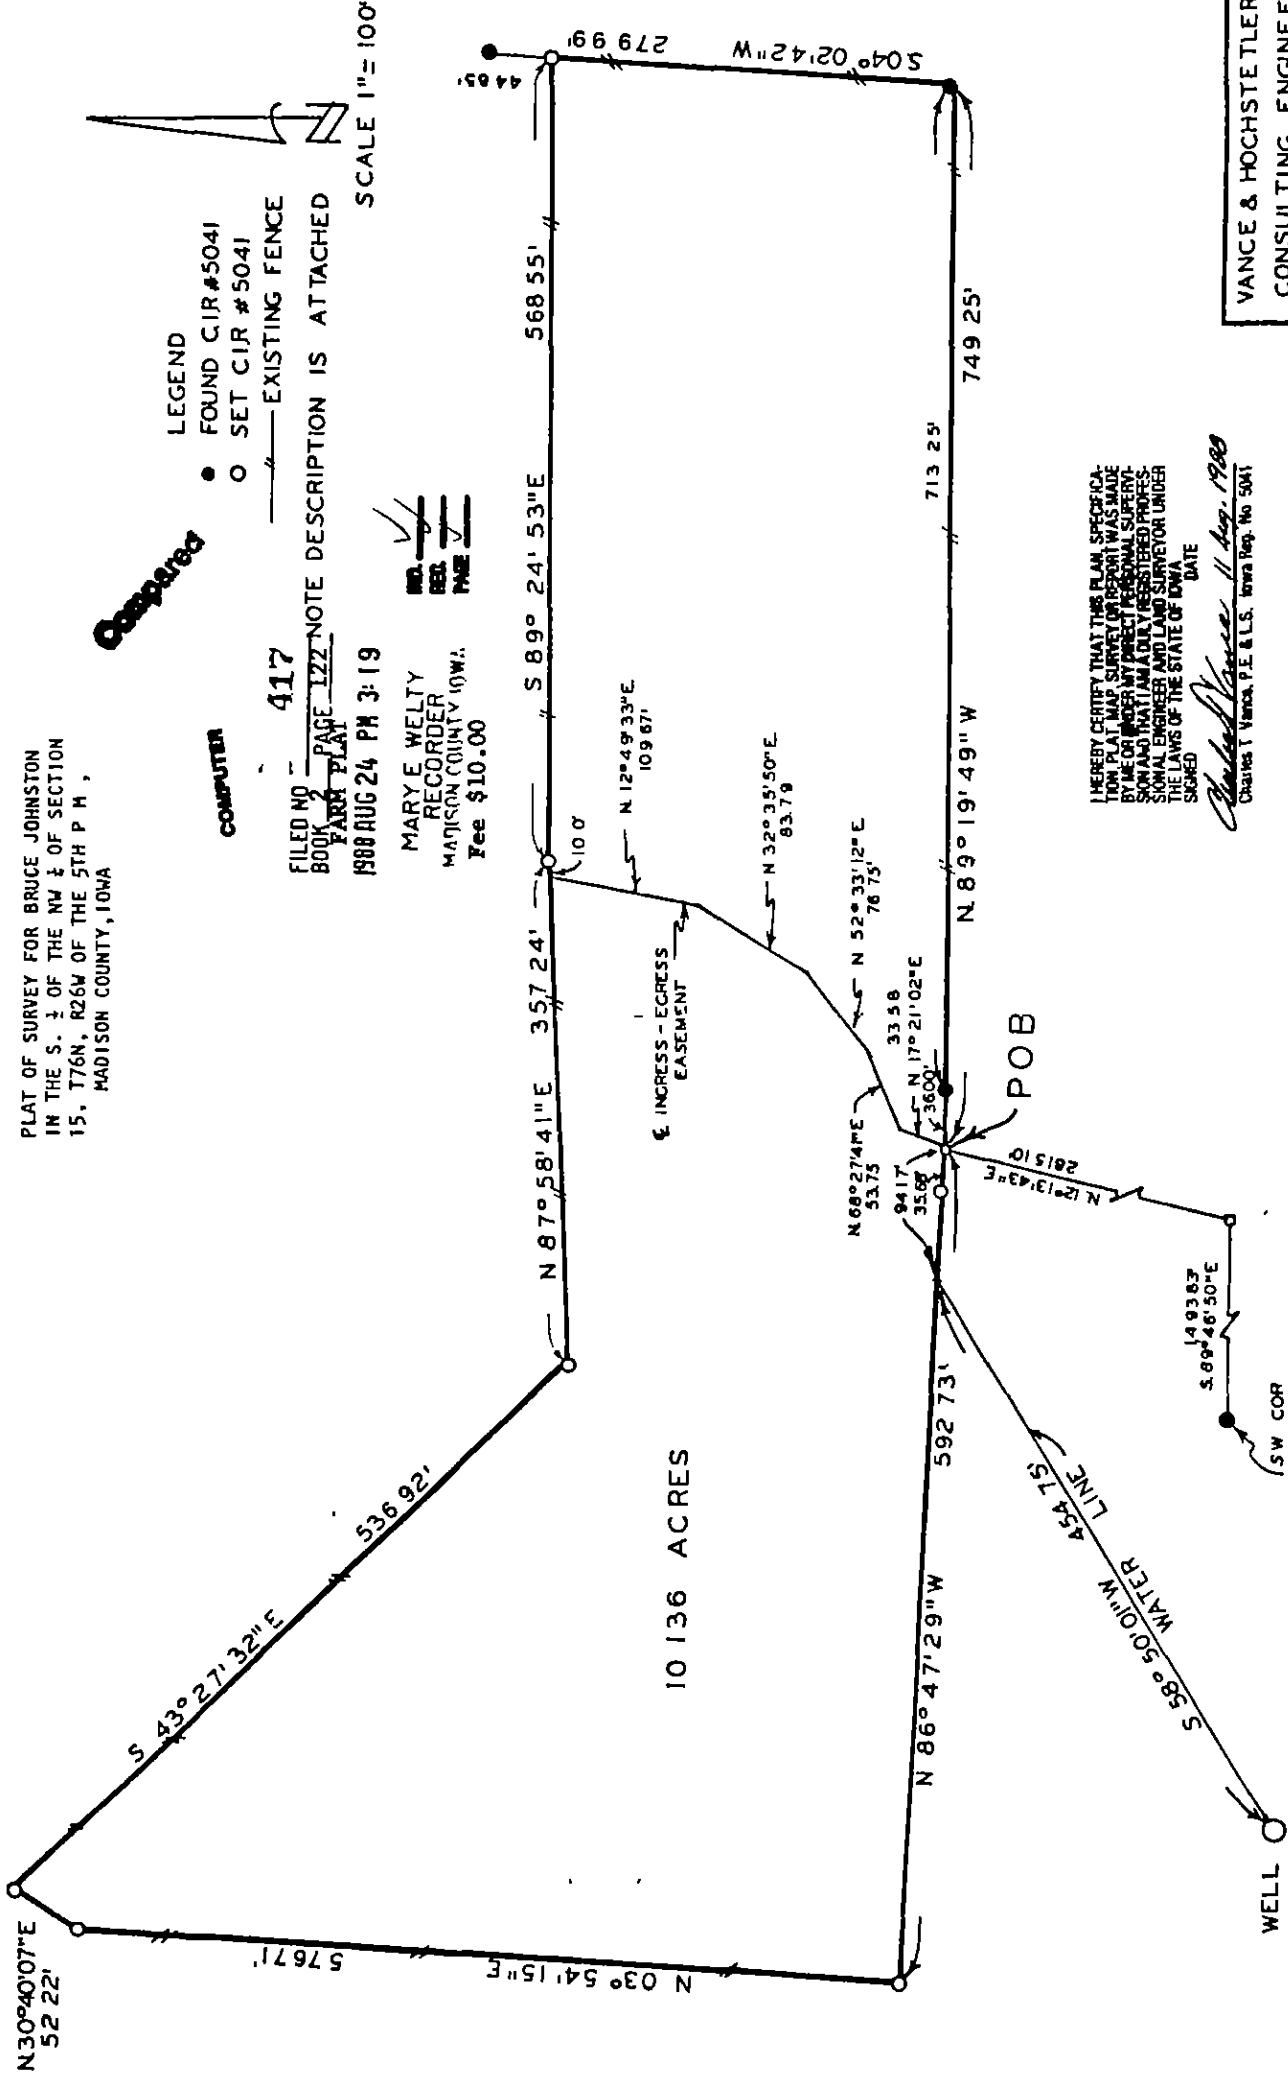 PLAT OF SURVEY FOR BRUCE JOHNSTON
IN THE S. ½ OF THE NW ¼ OF SECTION
15, T76N, R26W OF THE 5TH P M ,
MADISON COUNTY, IOWA
Compared
COMPUTER
LEGEND
● FOUND CIR #5041
○ SET CIR #5041
—〃— EXISTING FENCE
NOTE DESCRIPTION IS ATTACHED
SCALE 1"= 100'
FILED NO 417
BOOK 2 PAGE 122
FARM PLAT
1988 AUG 24 PM 3:19
MARY E WELTY
RECORDER
MADISON COUNTY IOWA
Fee $10.00
REC.
PAGE
N30°40'07"E
52 22'
S 43°27'32"E
536 92'
N 87°58'41"E 357 24'
S 89° 24' 53"E 568 55'
44 85'
279 99'
S04°02'42"W
10 0'
N 12°49'33"E
109 67'
N 32°35'50"E
83.79
N 52°33'12"E
76 75'
33 58
N 17°21'02"E
3600'
N 68°27'41"E
53.75
94 17'
35.68'
₵ INGRESS - EGRESS
EASEMENT
N 03° 54' 15"E
576 71'
10 136 ACRES
N 86° 47' 29" W 592 73'
N 89° 19' 49" W 749 25'
713 25'
POB
N. 12°13'43"E
2815 10'
1493 83'
S. 89°46'50"E
SW COR
454 75'
S 58° 50' 01"W
WATER LINE
WELL
I HEREBY CERTIFY THAT THIS PLAN, SPECIFICA-
TION, PLAT, MAP, SURVEY OR REPORT WAS MADE
BY ME OR UNDER MY DIRECT PERSONAL SUPERVI-
SION AND THAT I AM A DULY REGISTERED PROFES-
SIONAL ENGINEER AND LAND SURVEYOR UNDER
THE LAWS OF THE STATE OF IOWA
SIGNED DATE
Charles T Vance 11 Aug. 1988
Charles T Vance, P.E. & L.S. Iowa Reg. No 5041
VANCE & HOCHSTETLER
CONSULTING ENGINEE